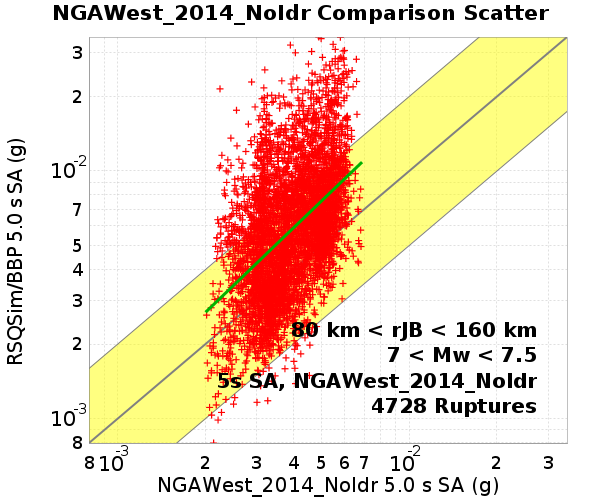 NGAWest_2014_NoIdr Comparison Scatter
RSQSim/BBP 5.0 s SA (g)
3
2
10-2
7
5
4
3
2
10-3
8
80 km < rJB < 160 km
7 < Mw < 7.5
5s SA, NGAWest_2014_NoIdr
4728 Ruptures
8 10-3 2 3 4 5 6 7 10-2 2 3
NGAWest_2014_NoIdr 5.0 s SA (g)